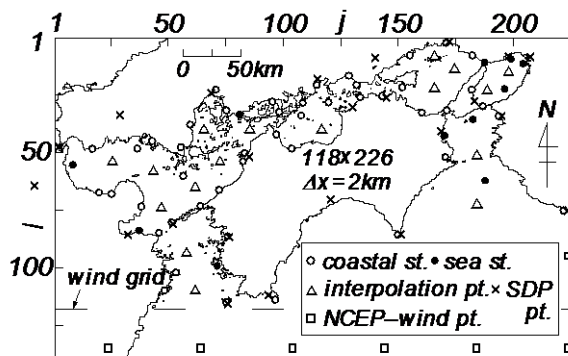 1 50 100 j 150 200
0 50km
1
N
50
118x226
Δx=2km
I
100
wind grid
○ coastal st. ● sea st.
△ interpolation pt. × SDP pt.
□ NCEP-wind pt.